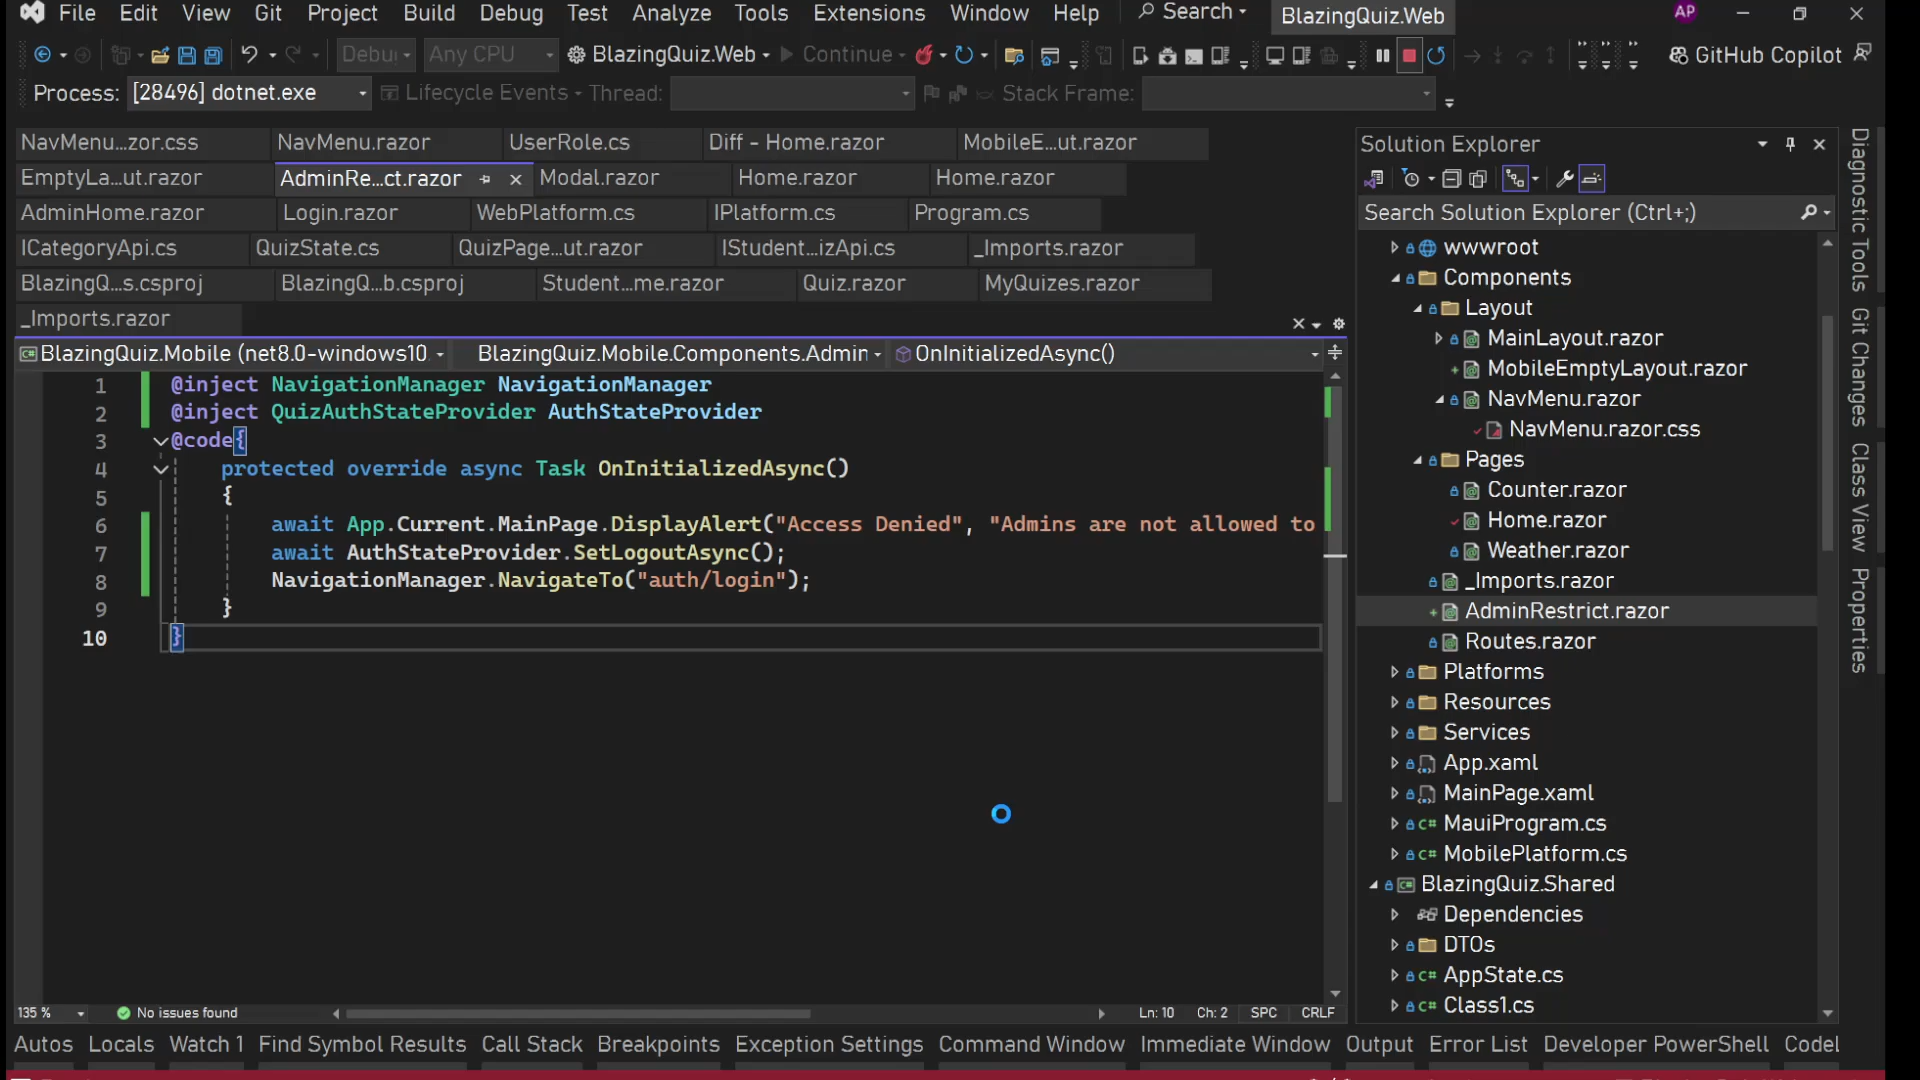 File Edit View Git Project Build Debug Test Analyze Tools Extensions Window Help Search BlazingQuiz.Web AP
Any CPU BlazingQuiz.Web Continue GitHub Copilot
Process: [28496] dotnet.exe Lifecycle Events Thread: Stack Frame:
NavMenu...zor.css NavMenu.razor UserRole.cs Diff - Home.razor MobileE...ut.razor
EmptyLa...ut.razor AdminRe...ct.razor Modal.razor Home.razor Home.razor
AdminHome.razor Login.razor WebPlatform.cs IPlatform.cs Program.cs
ICategoryApi.cs QuizState.cs QuizPage...ut.razor IStudent...izApi.cs _Imports.razor
BlazingQ...s.csproj BlazingQ...b.csproj Student...me.razor Quiz.razor MyQuizes.razor
_Imports.razor
BlazingQuiz.Mobile (net8.0-windows10. BlazingQuiz.Mobile.Components.Admin OnInitializedAsync()
1 @inject NavigationManager NavigationManager
2 @inject QuizAuthStateProvider AuthStateProvider
3 @code{
4 protected override async Task OnInitializedAsync()
5 {
6 await App.Current.MainPage.DisplayAlert("Access Denied", "Admins are not allowed to
7 await AuthStateProvider.SetLogoutAsync();
8 NavigationManager.NavigateTo("auth/login");
9 }
10 }
135 % No issues found Ln: 10 Ch: 2 SPC CRLF
Solution Explorer
Search Solution Explorer (Ctrl+;)
wwwroot
Components
Layout
MainLayout.razor
MobileEmptyLayout.razor
NavMenu.razor
NavMenu.razor.css
Pages
Counter.razor
Home.razor
Weather.razor
_Imports.razor
AdminRestrict.razor
Routes.razor
Platforms
Resources
Services
App.xaml
MainPage.xaml
MauiProgram.cs
MobilePlatform.cs
BlazingQuiz.Shared
Dependencies
DTOs
AppState.cs
Class1.cs
Diagnostic Tools
Git Changes
Class View
Properties
Autos Locals Watch 1 Find Symbol Results Call Stack Breakpoints Exception Settings Command Window Immediate Window Output Error List Developer PowerShell